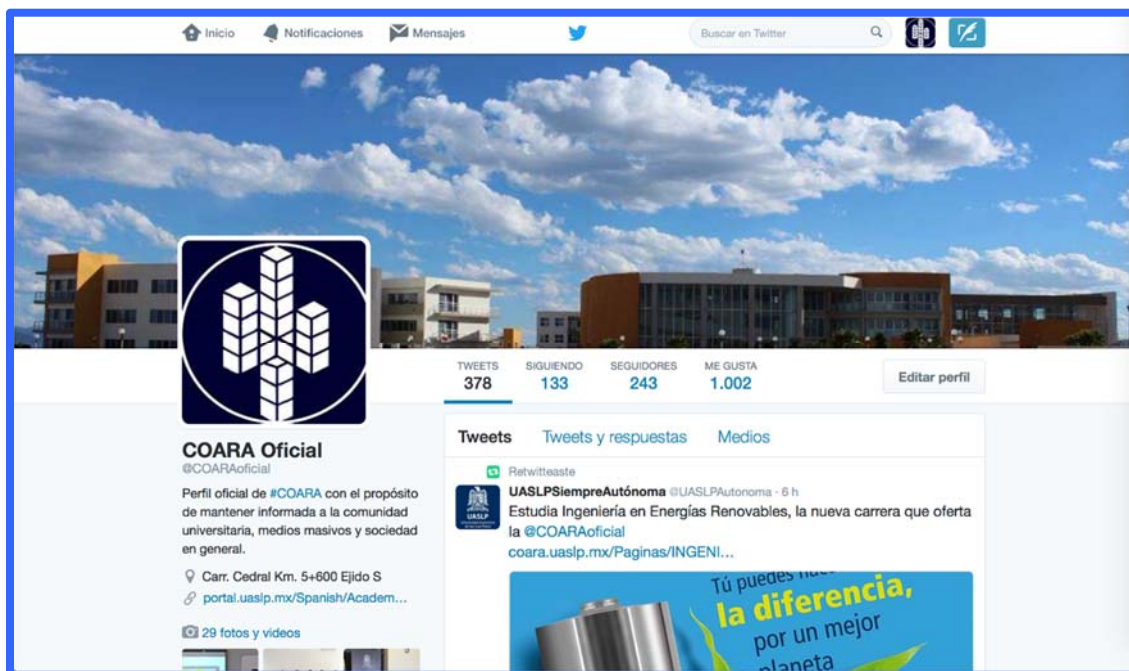 Inicio Notificaciones Mensajes Buscar en Twitter
TWEETS SIGUIENDO SEGUIDORES ME GUSTA
378 133 243 1.002
Editar perfil
COARA Oficial
@COARAoficial
Perfil oficial de #COARA con el propósito
de mantener informada a la comunidad
universitaria, medios masivos y sociedad
en general.
Carr. Cedral Km. 5+600 Ejido S
portal.uaslp.mx/Spanish/Academ...
29 fotos y videos
Tweets Tweets y respuestas Medios
Retwitteaste
UASLP
UASLPSiempreAutónoma @UASLPAutonoma · 6 h
Estudia Ingeniería en Energías Renovables, la nueva carrera que oferta
la @COARAoficial
coara.uaslp.mx/Paginas/INGENI...
Tú puedes
la diferencia,
por un mejor
planeta